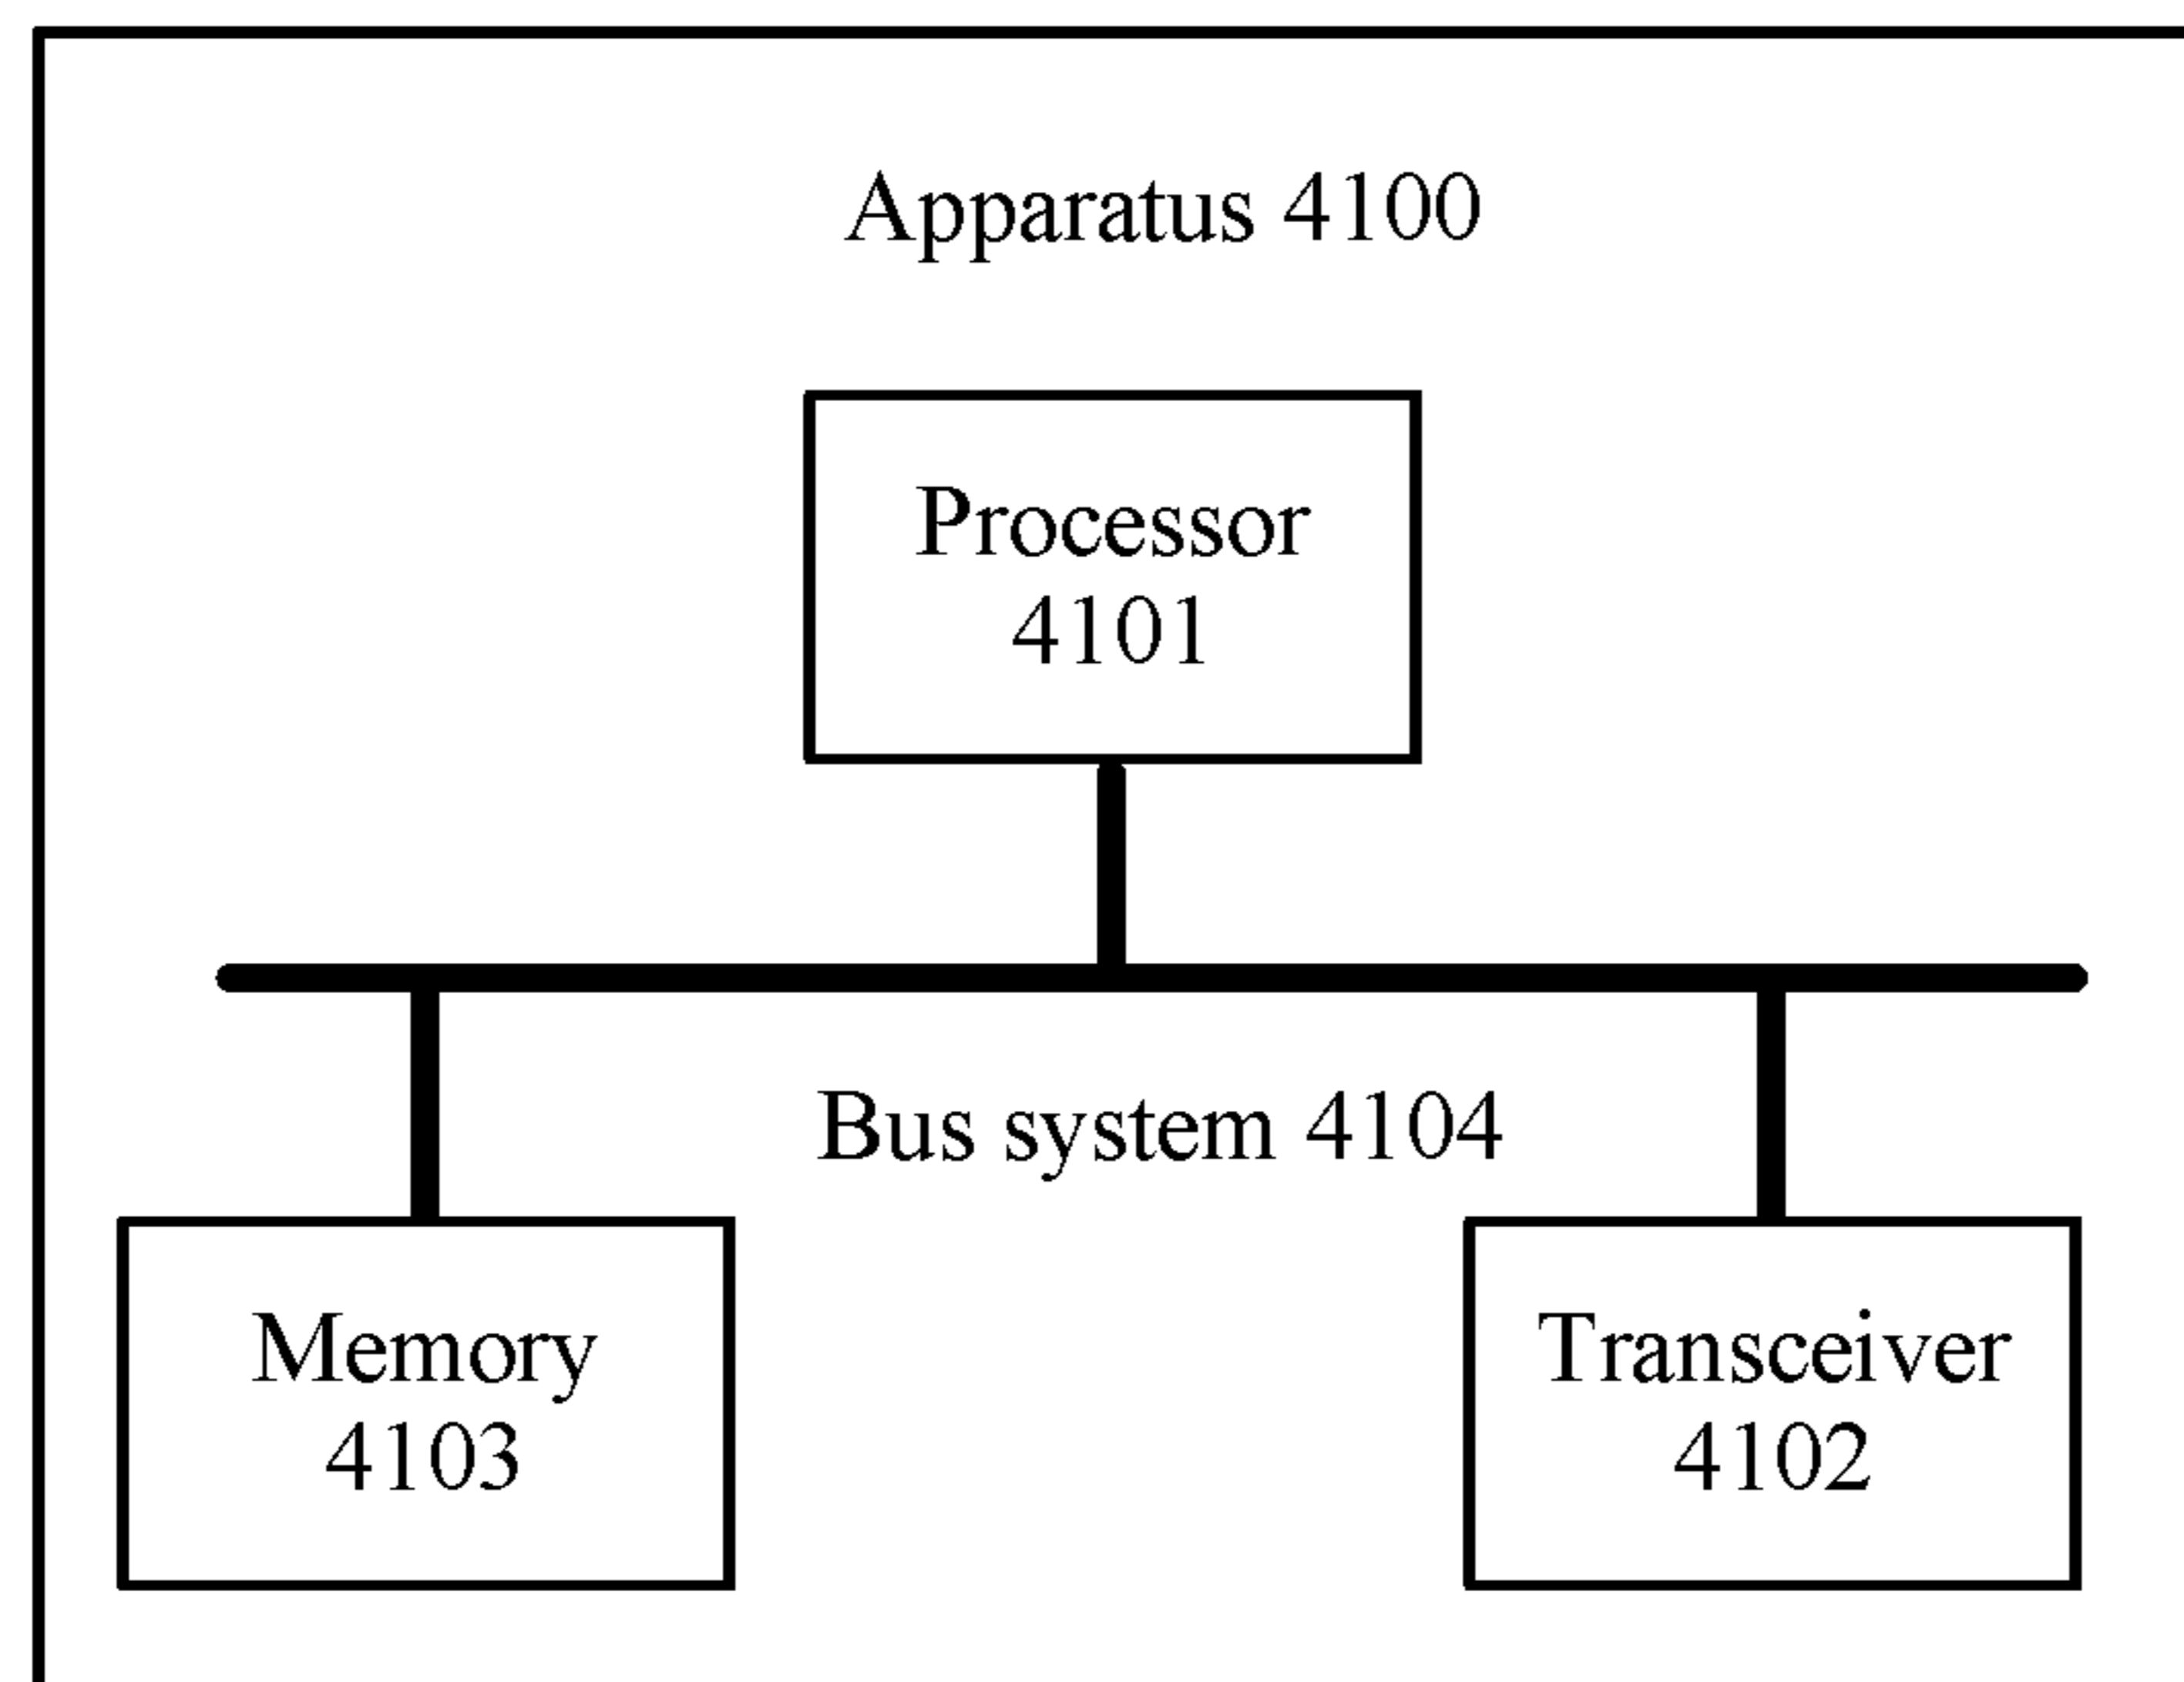 Apparatus 4100
Processor
4101
Bus system 4104
Memory
4103
Transceiver
4102